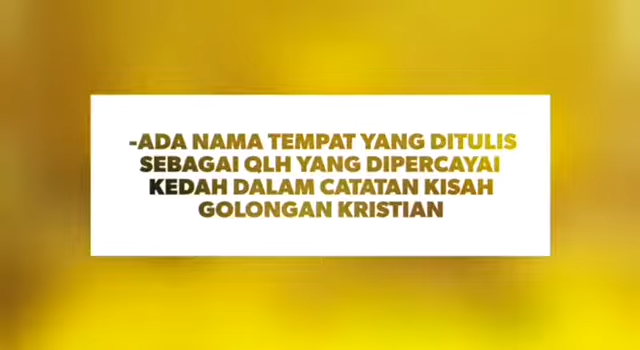 -ADA NAMA TEMPAT YANG DITULIS
SEBAGAI QLH YANG DIPERCAYAI
KEDAH DALAM CATATAN KISAH
GOLONGAN KRISTIAN